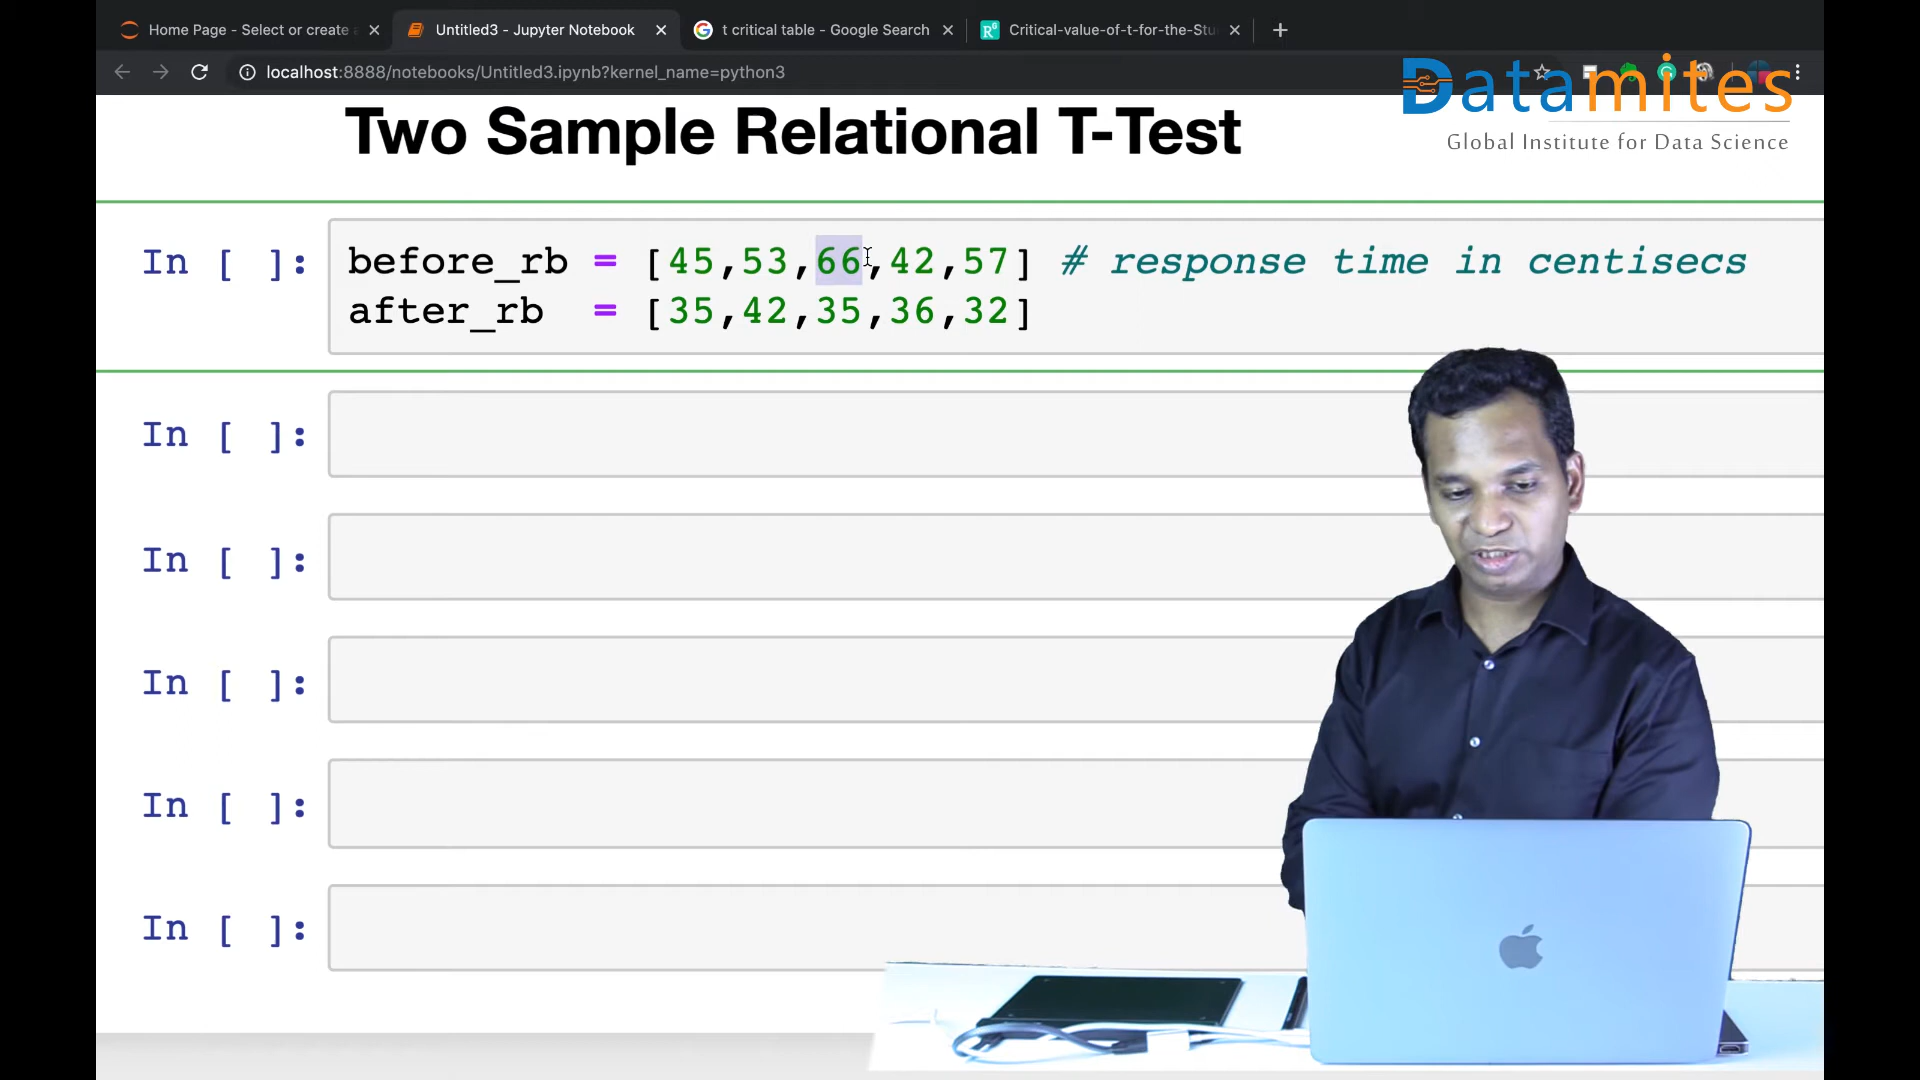 Home Page - Select or create a
Untitled3 - Jupyter Notebook
t critical table - Google Search
Critical-value-of-t-for-the-Stu
localhost:8888/notebooks/Untitled3.ipynb?kernel_name=python3
Datamites
Global Institute for Data Science
Two Sample Relational T-Test
In [ ]: before_rb = [45,53,66,42,57] # response time in centisecs
after_rb = [35,42,35,36,32]
In [ ]:
In [ ]:
In [ ]:
In [ ]:
In [ ]: